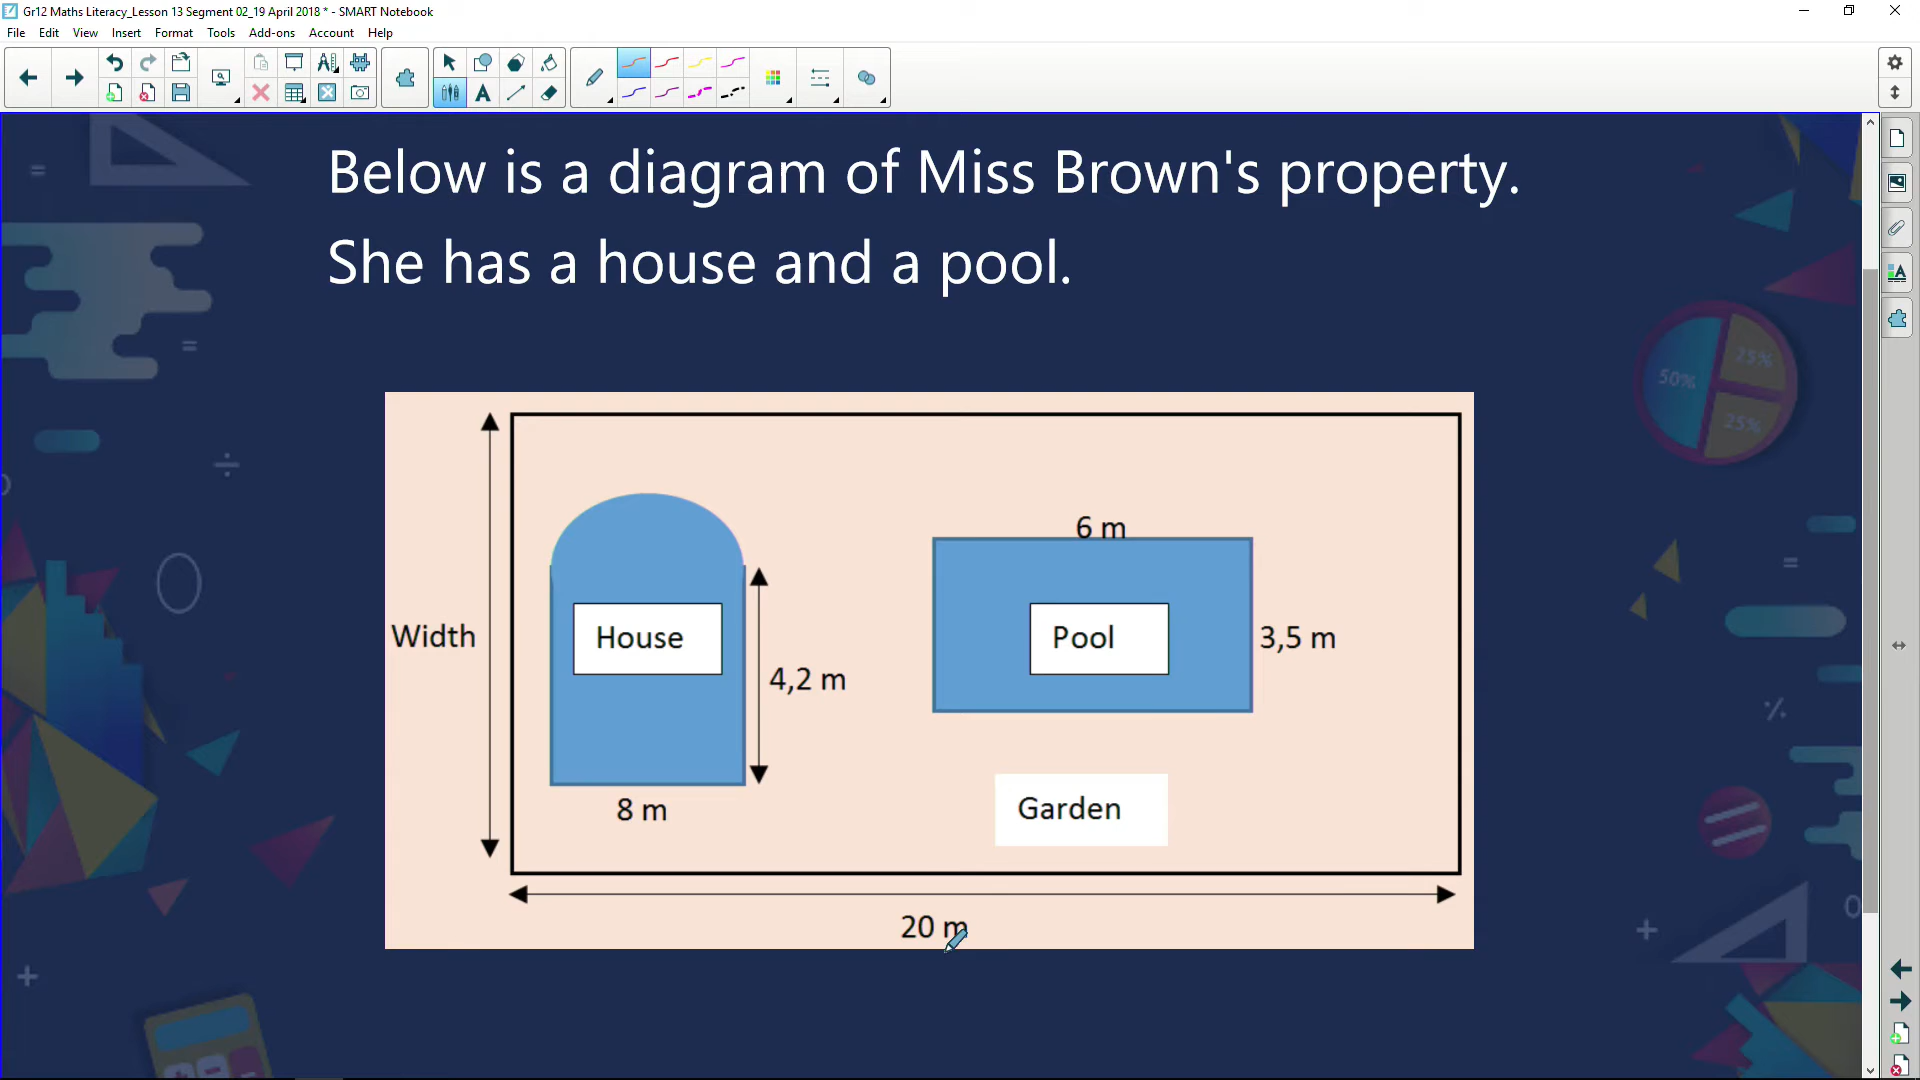 Gr12 Maths Literacy_Lesson 13 Segment 02_19 April 2018 * - SMART Notebook
File Edit View Insert Format Tools Add-ons Account Help
Below is a diagram of Miss Brown's property.
She has a house and a pool.
50%
25%
25%
6 m
Width
House
Pool
3,5 m
4,2 m
8 m
Garden
20 m